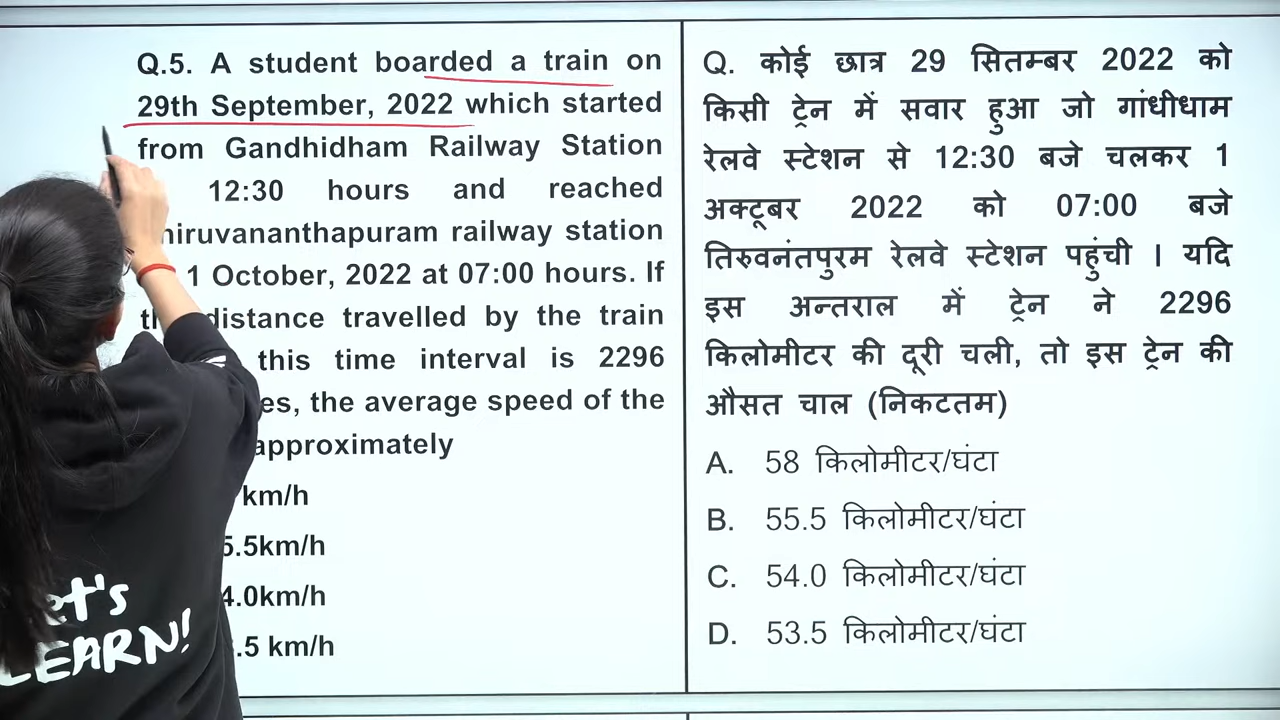 Q.5. A student boarded a train on
29th September, 2022 which started
from Gandhidham Railway Station
12:30 hours and reached
hiruvananthapuram railway station
1 October, 2022 at 07:00 hours. If
distance travelled by the train
this time interval is 2296
es, the average speed of the
approximately
km/h
5.5km/h
4.0km/h
.5 km/h
Q. कोई छात्र 29 सितम्बर 2022 को
किसी ट्रेन में सवार हुआ जो गांधीधाम
रेलवे स्टेशन से 12:30 बजे चलकर 1
अक्टूबर 2022 को 07:00 बजे
तिरुवनंतपुरम रेलवे स्टेशन पहुंची । यदि
इस अन्तराल में ट्रेन ने 2296
किलोमीटर की दूरी चली, तो इस ट्रेन की
औसत चाल (निकटतम)
A. 58 किलोमीटर/घंटा
B. 55.5 किलोमीटर/घंटा
C. 54.0 किलोमीटर/घंटा
D. 53.5 किलोमीटर/घंटा
et's
LEARN!